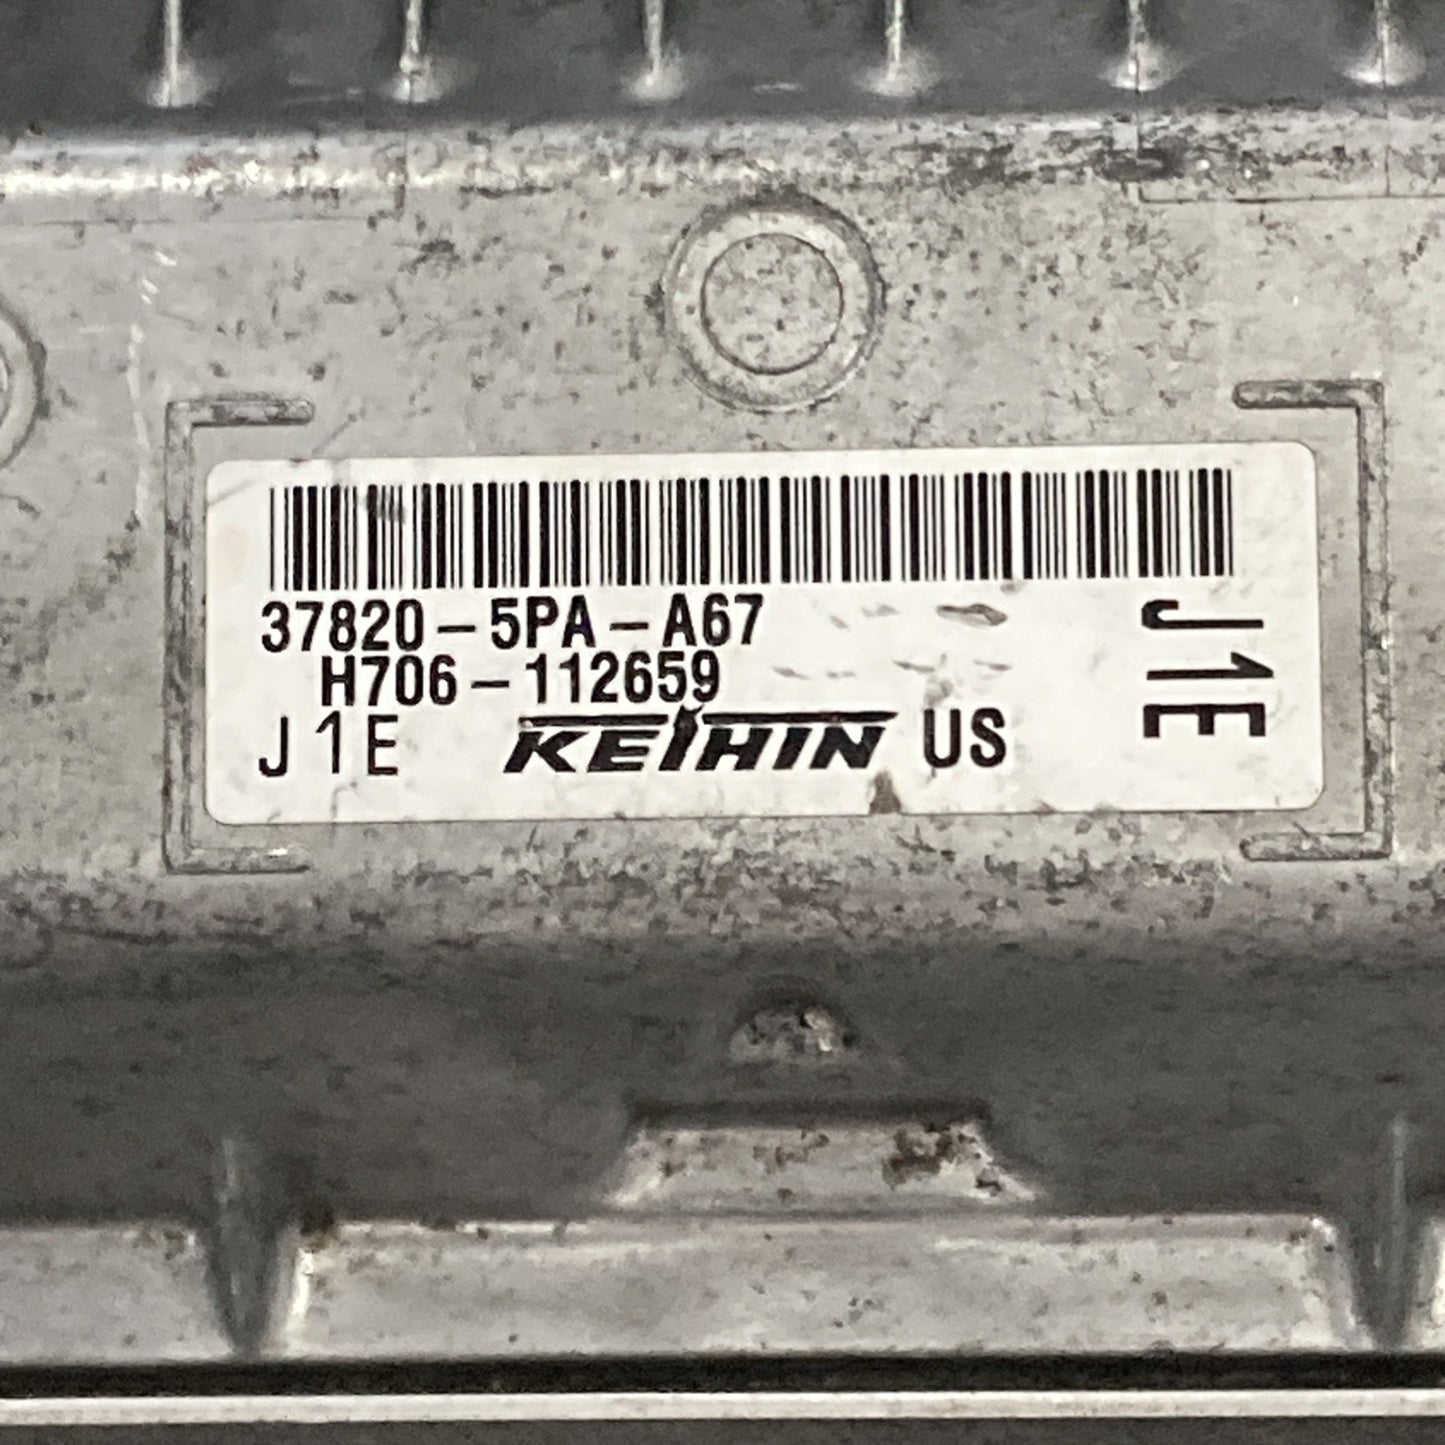 37820-5PA-A67
H706-112659
J1E KEIHIN US
J1E